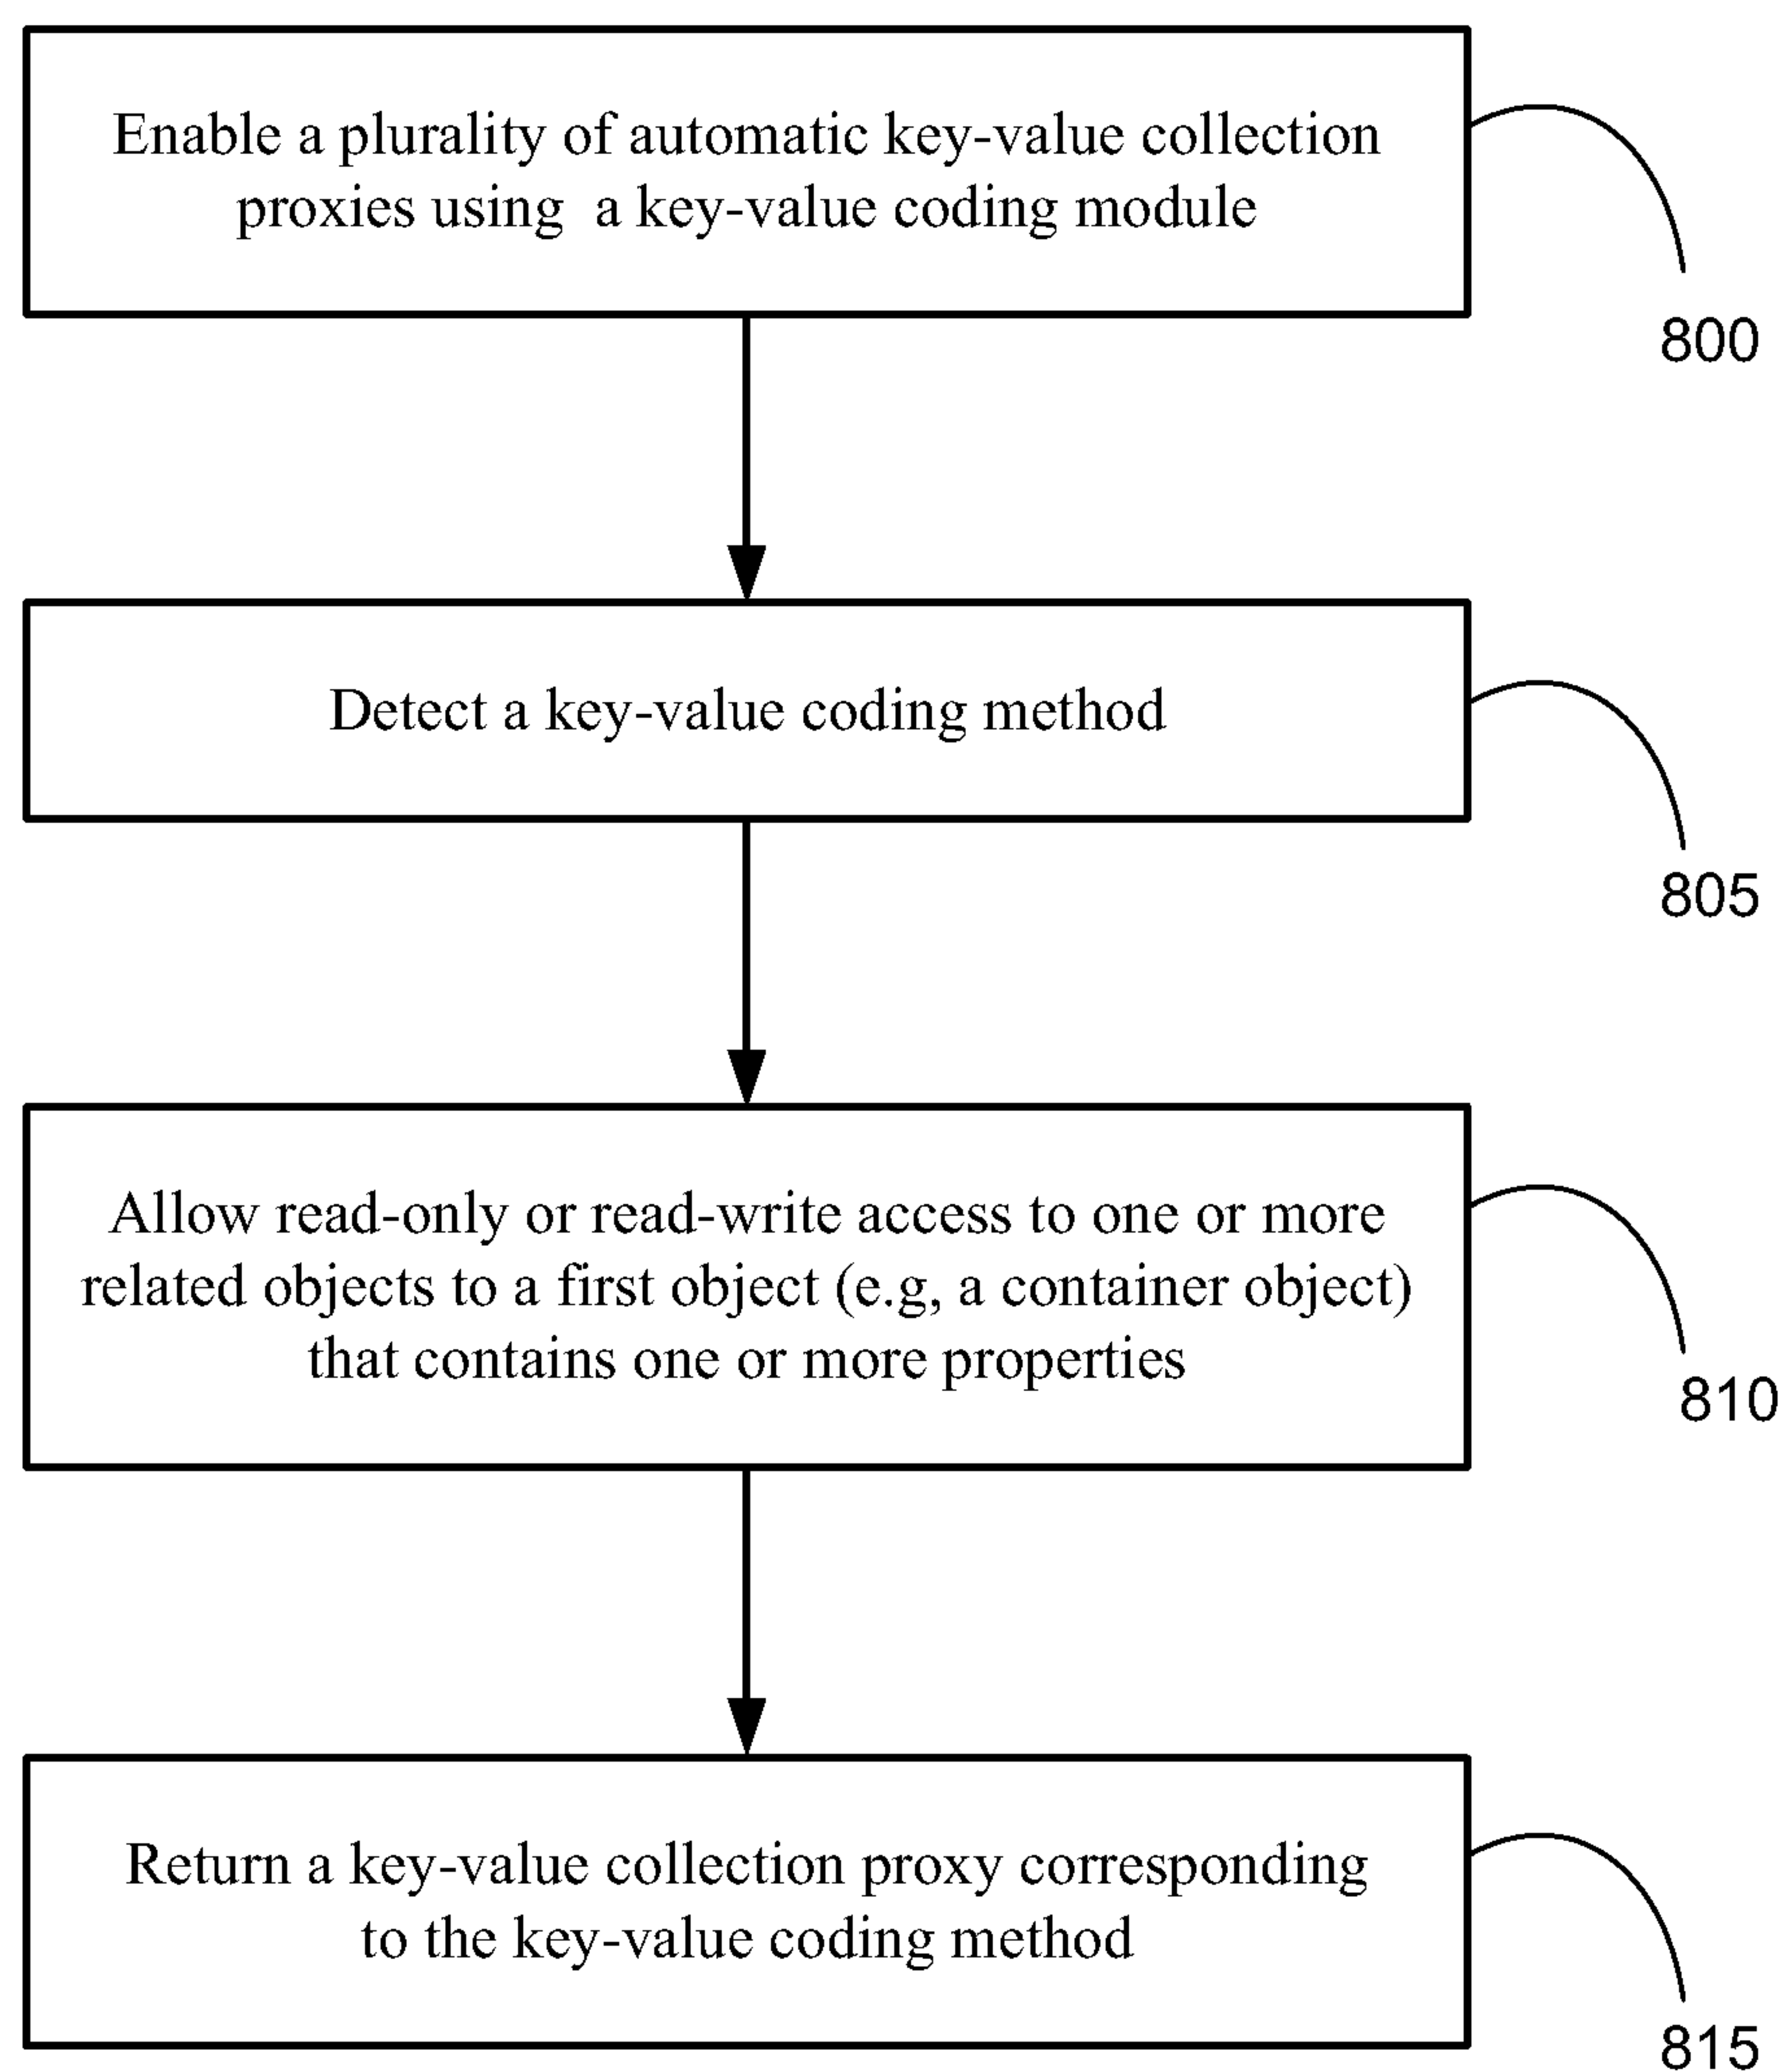 Enable a plurality of automatic key-value collection
proxies using  a key-value coding module
800
Detect a key-value coding method
805
Allow read-only or read-write access to one or more
related objects to a first object (e.g, a container object)
that contains one or more properties
810
Return a key-value collection proxy corresponding
to the key-value coding method
815